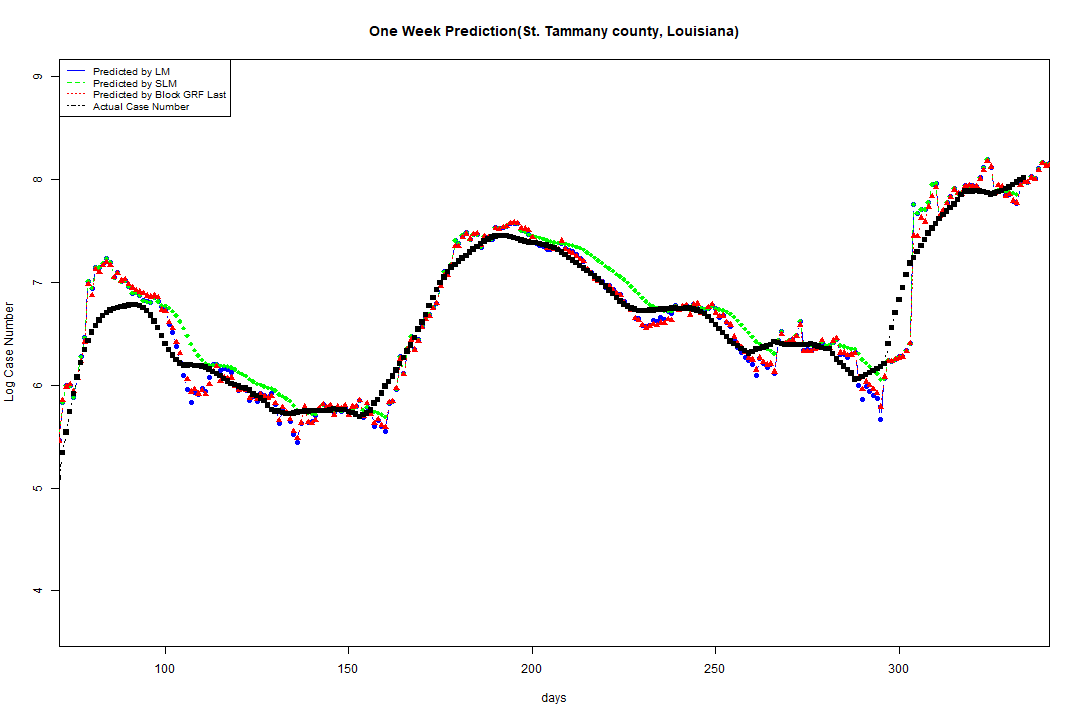 One Week Prediction(St. Tammany county, Louisiana)
Predicted by LM
Predicted by SLM
Predicted by Block GRF Last
Actual Case Number
9
8
7
6
5
4
Log Case Number
100 150 200 250 300
days